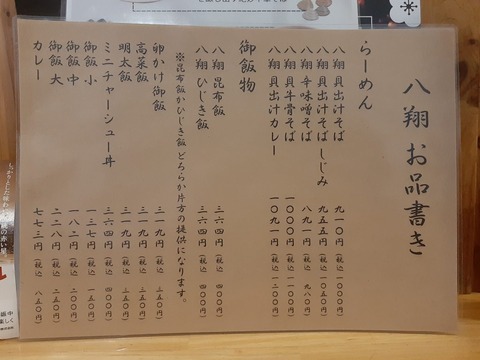 八翔 お品書き
らーめん
八翔 貝出汁そば 九一〇円(税込 一〇〇〇円)
八翔 貝出汁そばしじみ 九五五円(税込 一〇五〇円)
八翔 辛味噌そば 八九一円(税込 九八〇円)
八翔 貝牛骨そば 一〇〇〇円(税込 一一〇〇円)
八翔 貝出汁カレー 一〇九一円(税込 一二〇〇円)
御飯物
八翔 昆布飯 三六四円(税込 四〇〇円)
八翔 ひじき飯 三六四円(税込 四〇〇円)
※昆布飯かひじき飯どちらか片方の提供になります。
卵かけ御飯 三一九円(税込 三五〇円)
高菜飯 三一九円(税込 三五〇円)
明太飯 三一九円(税込 三五〇円)
ミニチャーシュー丼 三六四円(税込 四〇〇円)
御飯小 一三七円(税込 一五〇円)
御飯中 一八二円(税込 二〇〇円)
御飯大 二二八円(税込 二五〇円)
カレー 七七三円(税込 八五〇円)